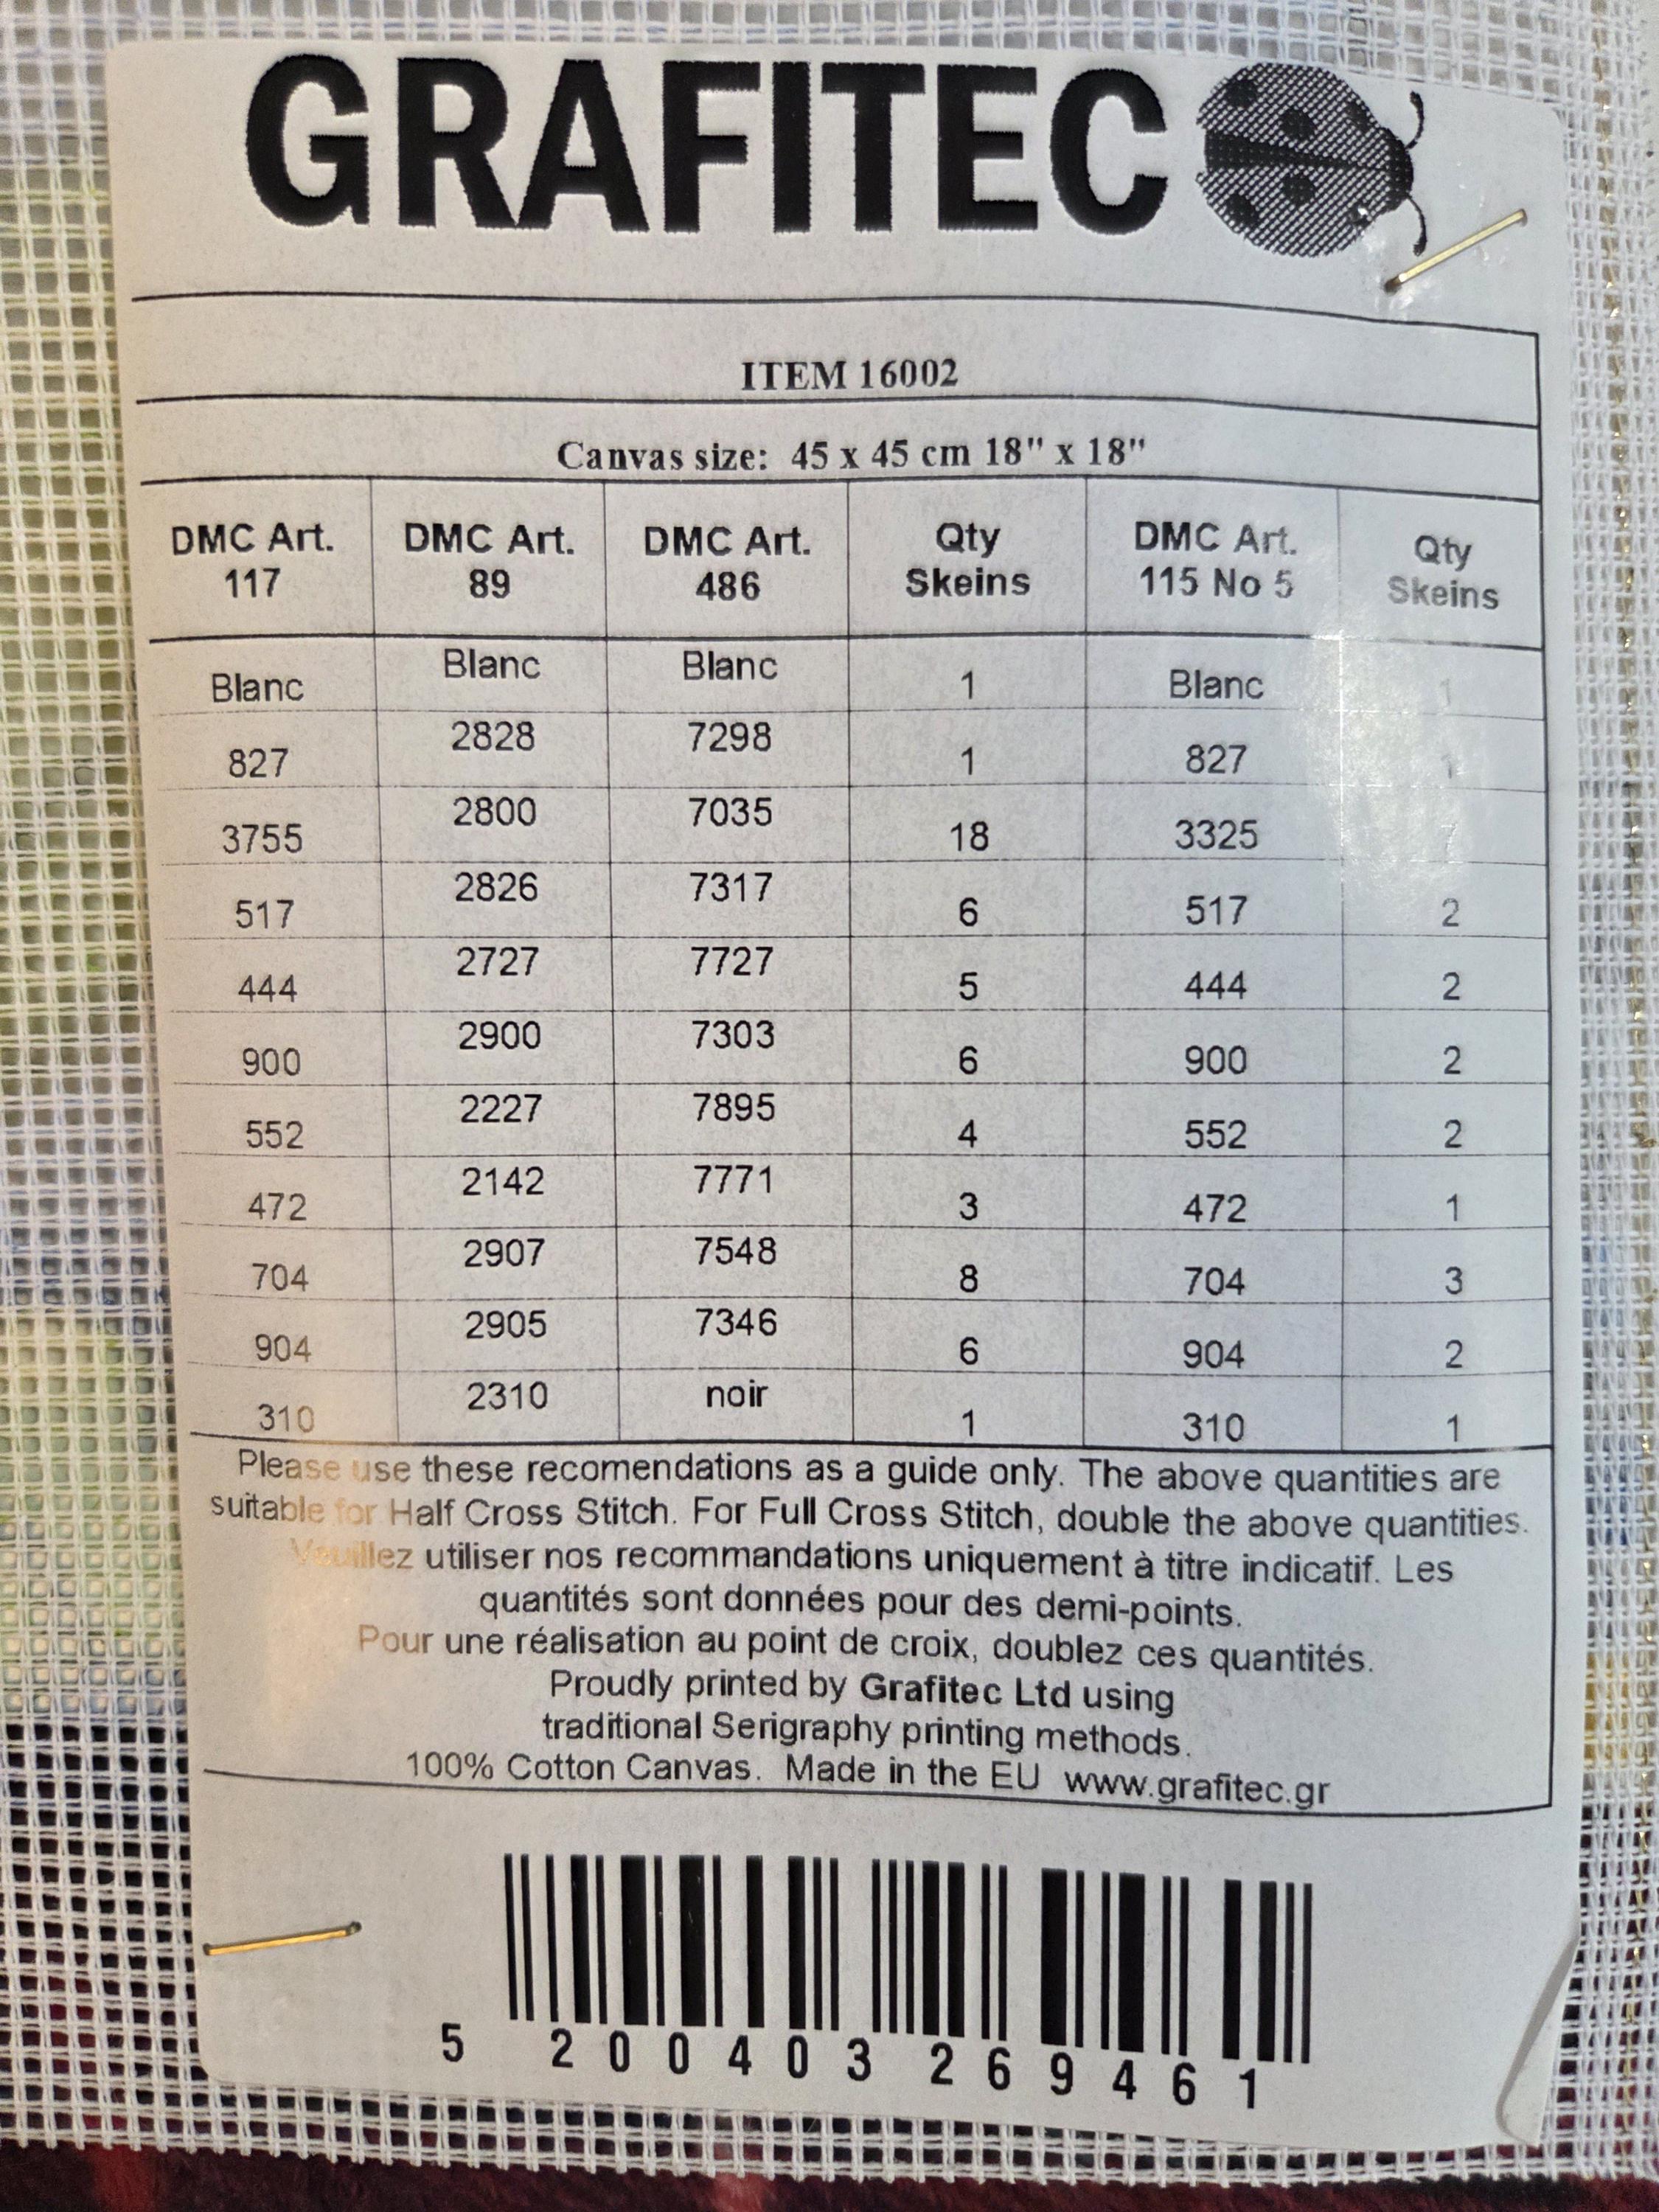 GRAFITEC
ITEM 16002
Canvas size: 45 x 45 cm 18" x 18"
DMC Art. 117 DMC Art. 89 DMC Art. 486 Qty Skeins DMC Art. 115 No 5 Qty Skeins
Blanc Blanc Blanc 1 Blanc 1
827 2828 7298 1 827 1
3755 2800 7035 18 3325 7
517 2826 7317 6 517 2
444 2727 7727 5 444 2
900 2900 7303 6 900 2
552 2227 7895 4 552 2
472 2142 7771 3 472 1
704 2907 7548 8 704 3
904 2905 7346 6 904 2
310 2310 noir 1 310 1
Please use these recomendations as a guide only. The above quantities are
suitable for Half Cross Stitch. For Full Cross Stitch, double the above quantities.
Veuillez utiliser nos recommandations uniquement à titre indicatif. Les
quantités sont données pour des demi-points.
Pour une réalisation au point de croix, doublez ces quantités.
Proudly printed by Grafitec Ltd using
traditional Serigraphy printing methods.
100% Cotton Canvas. Made in the EU www.grafitec.gr
5 200403 269461